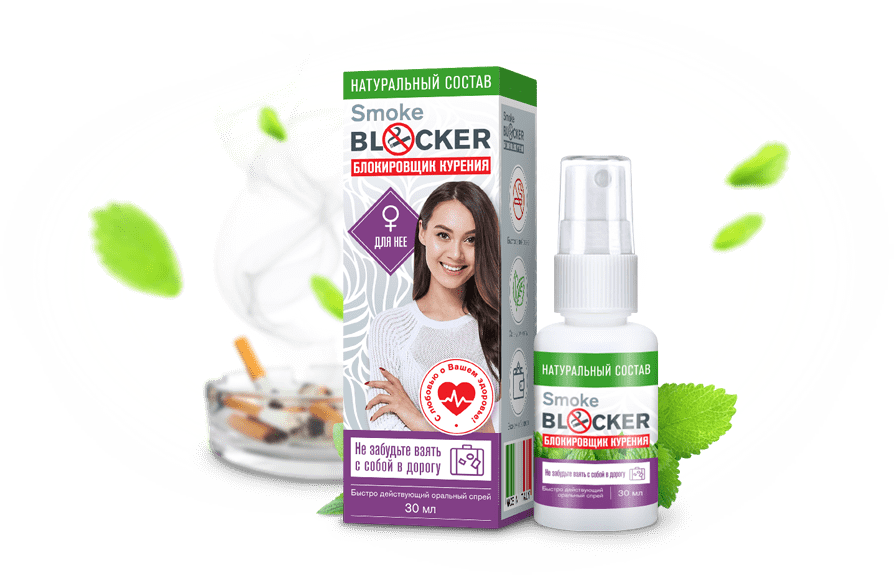 НАТУРАЛЬНЫЙ СОСТАВ
Smoke
BLOCKER
БЛОКИРОВЩИК КУРЕНИЯ
ДЛЯ НЕЕ
С любовью о Вашем здоровье!
Не забудьте взять
с собой в дорогу
Быстро действующий оральный спрей
30 мл
Smoke
BLOCKER
НАТУРАЛЬНЫЙ СОСТАВ
Smoke
BLOCKER
БЛОКИРОВЩИК КУРЕНИЯ
Не забудьте взять с собой в дорогу
Быстро действующий
оральный спрей
30 мл